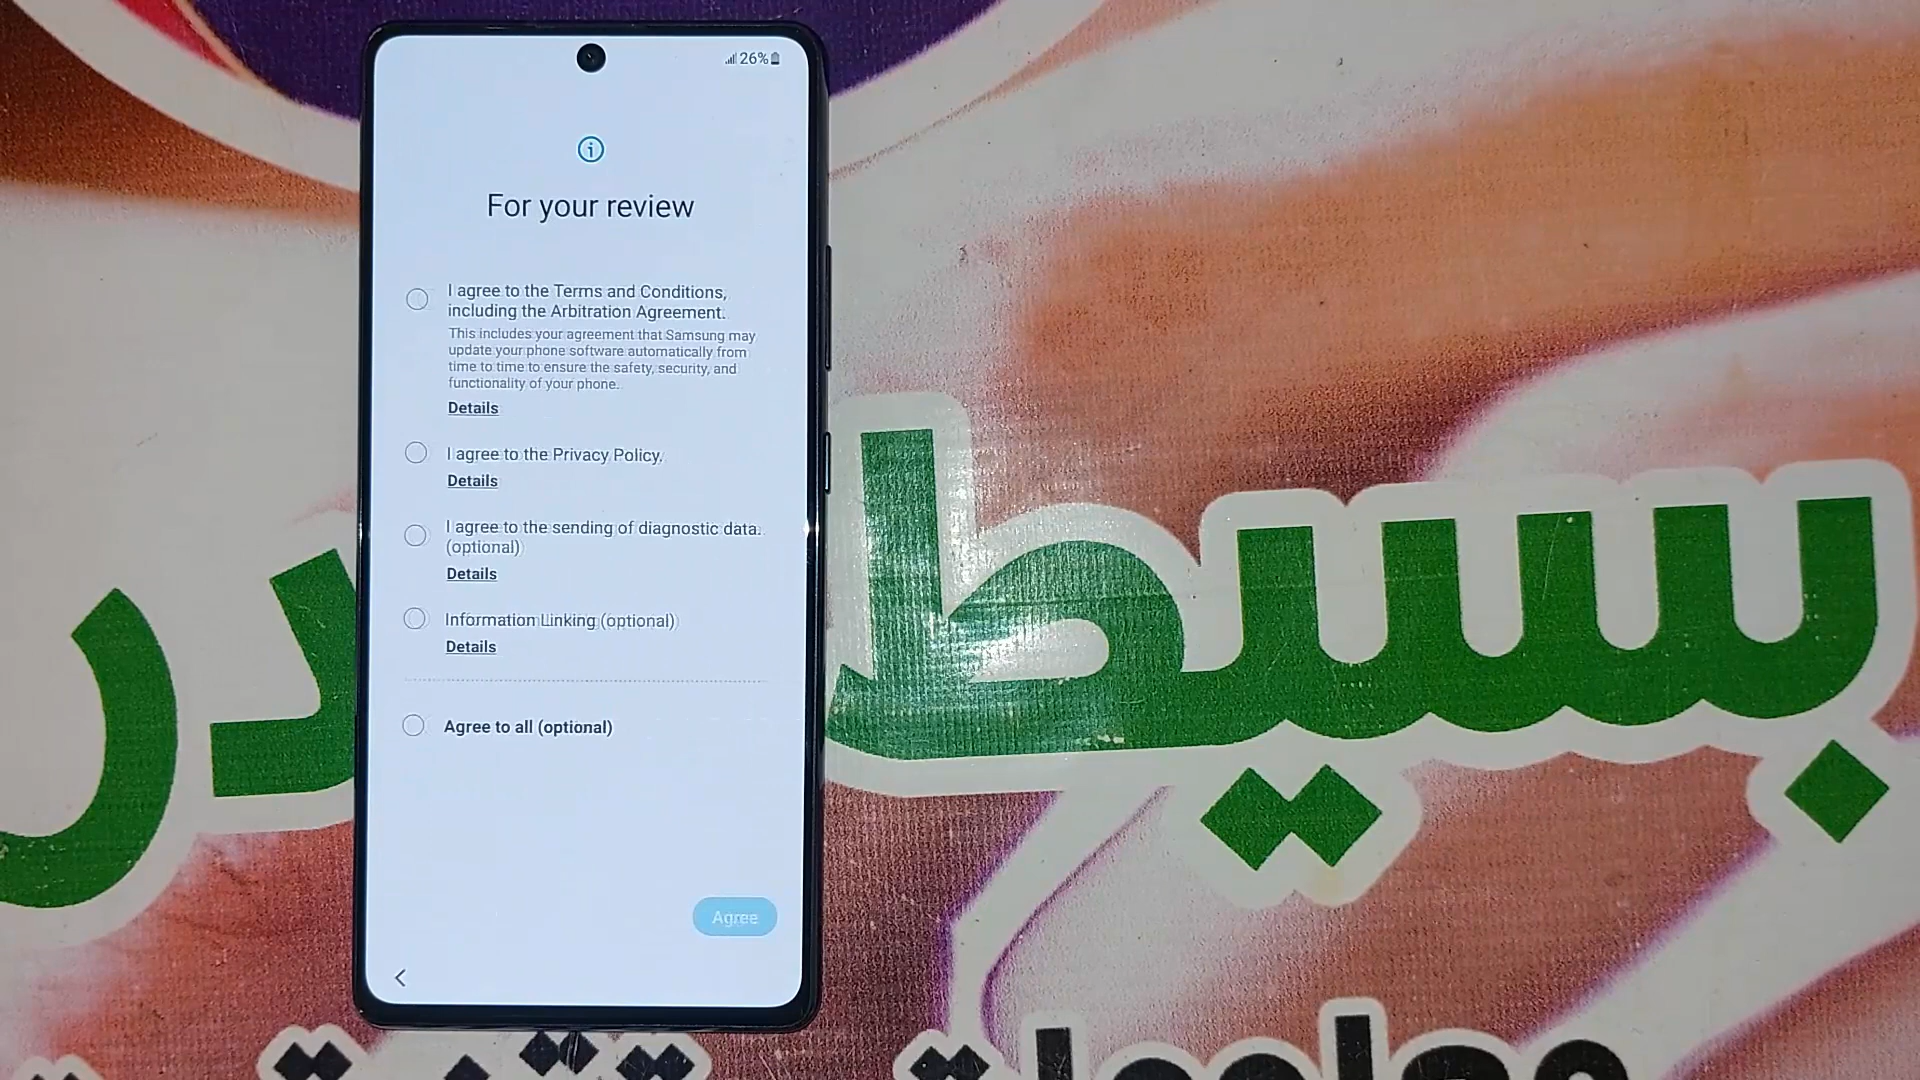 26%
For your review
I agree to the Terms and Conditions,
including the Arbitration Agreement.
This includes your agreement that Samsung may
update your phone software automatically from
time to time to ensure the safety, security, and
functionality of your phone.
Details
I agree to the Privacy Policy.
Details
I agree to the sending of diagnostic data.
(optional)
Details
Information Linking (optional)
Details
Agree to all (optional)
Agree
بسيط